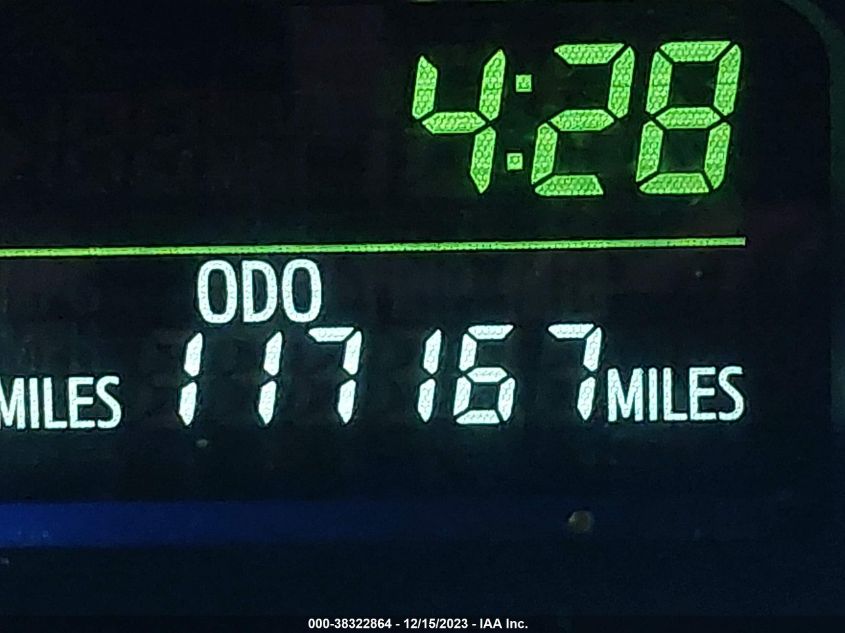 4:28
ODO
MILES 117167 MILES
000-38322864 - 12/15/2023 - IAA Inc.